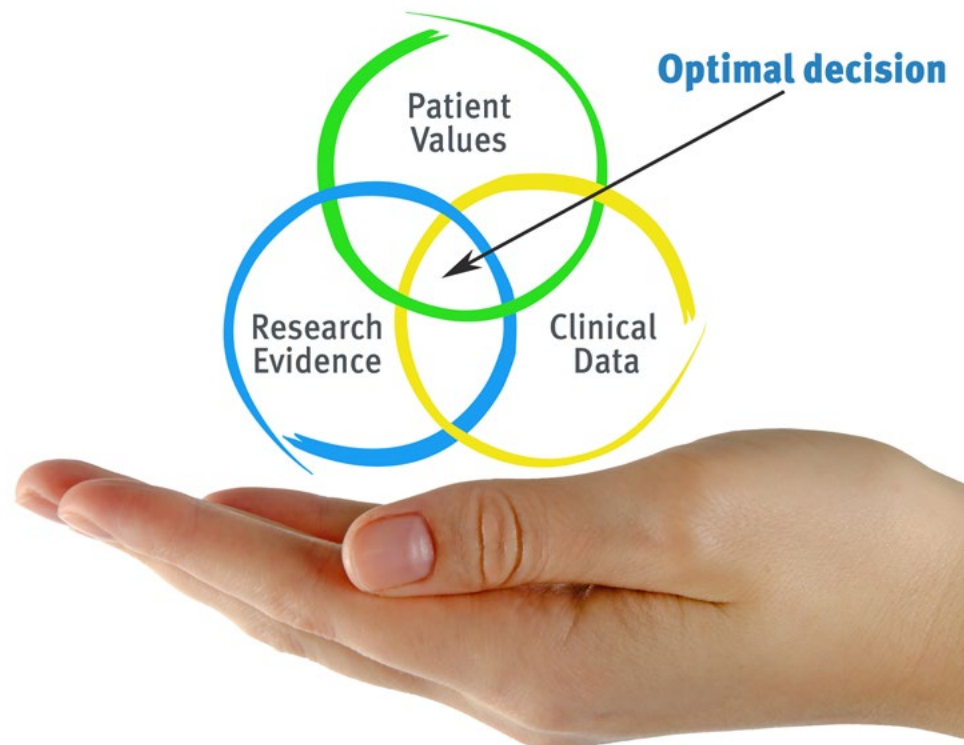 Optimal decision
Patient
Values
Research
Evidence
Clinical
Data